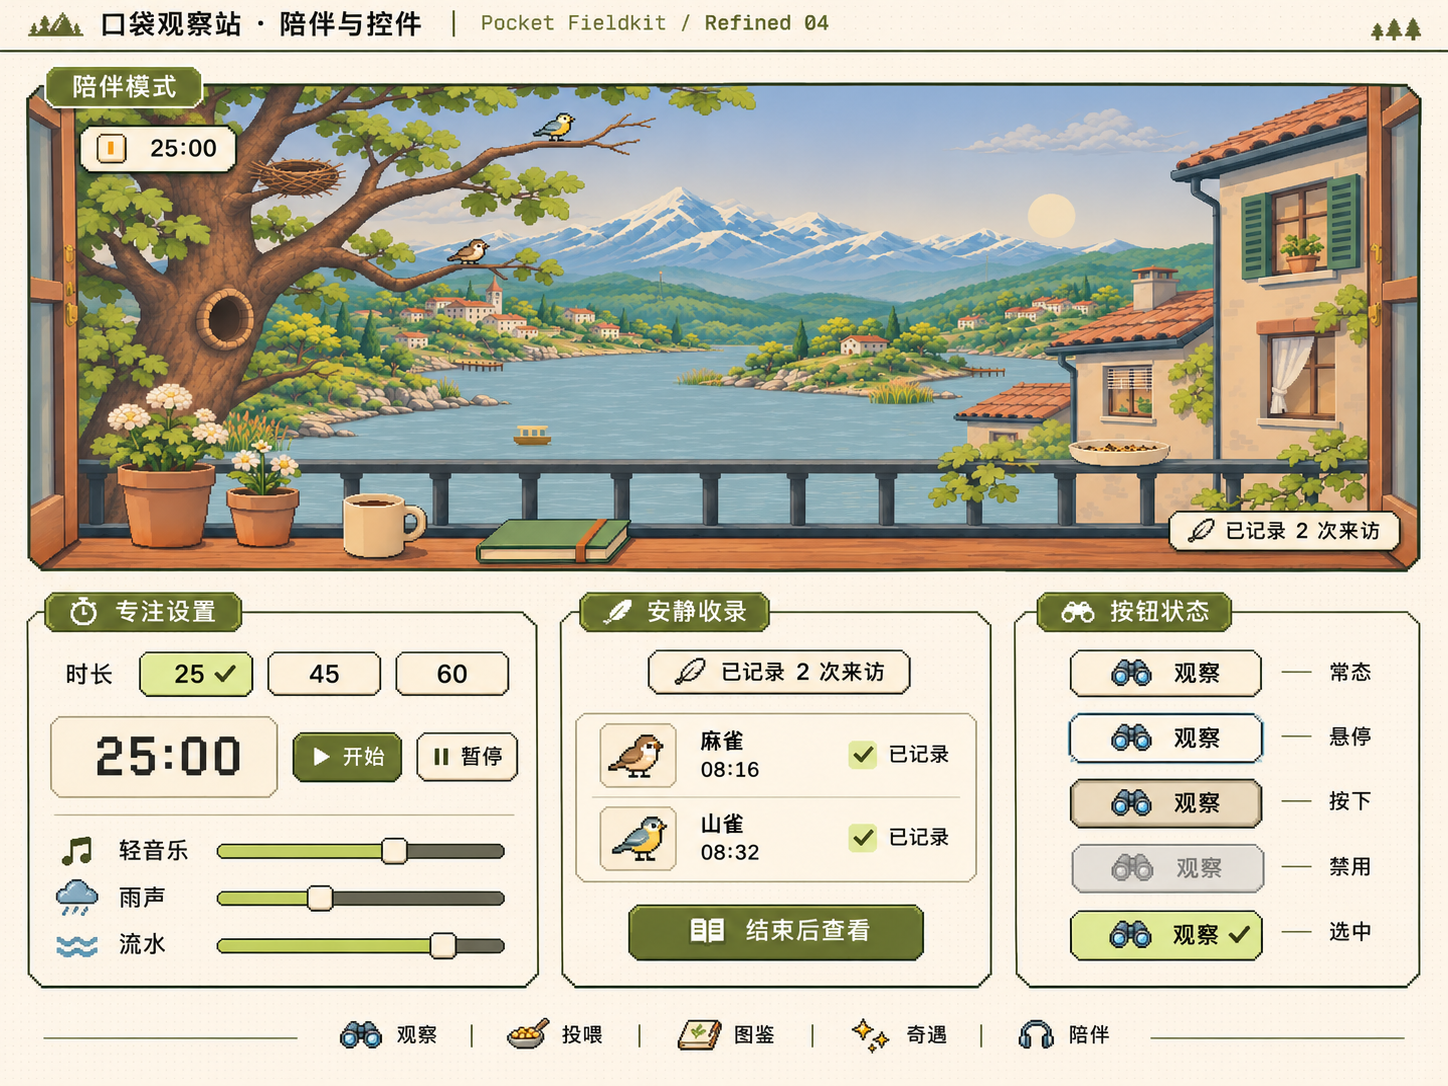 口袋观察站 · 陪伴与控件 | Pocket Fieldkit / Refined 04
陪伴模式
25:00
已记录 2 次来访
专注设置
时长 25 45 60
25:00 开始 暂停
轻音乐
雨声
流水
安静收录
已记录 2 次来访
麻雀
08:16
已记录
山雀
08:32
已记录
结束后查看
按钮状态
观察 — 常态
观察 — 悬停
观察 — 按下
观察 — 禁用
观察 — 选中
观察 | 投喂 | 图鉴 | 奇遇 | 陪伴